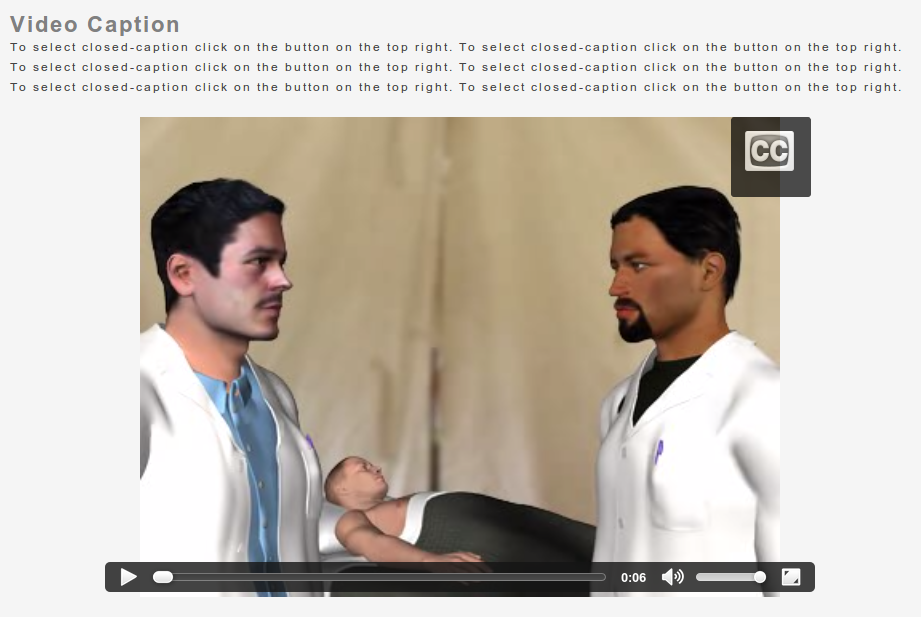 Video Caption
To select closed-caption click on the button on the top right. To select closed-caption click on the button on the top right.
To select closed-caption click on the button on the top right. To select closed-caption click on the button on the top right.
To select closed-caption click on the button on the top right. To select closed-caption click on the button on the top right.
CC
0:06